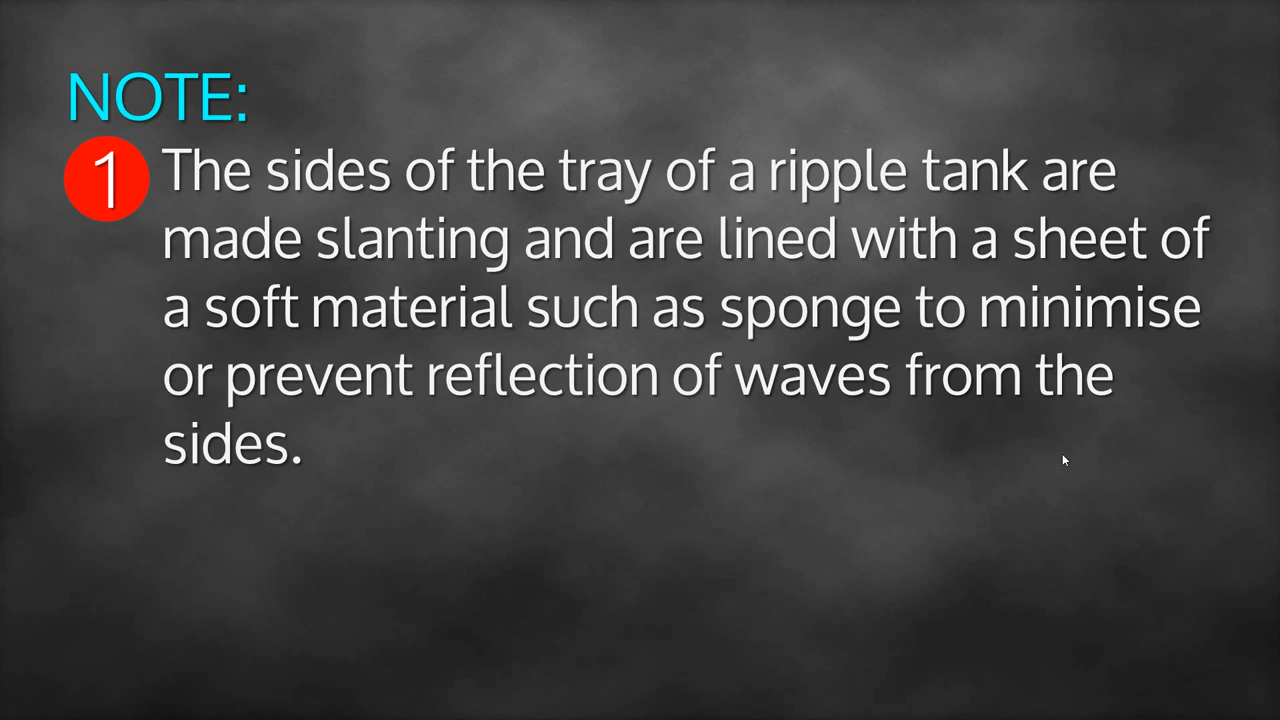 NOTE:
1 The sides of the tray of a ripple tank are
made slanting and are lined with a sheet of
a soft material such as sponge to minimise
or prevent reflection of waves from the
sides.